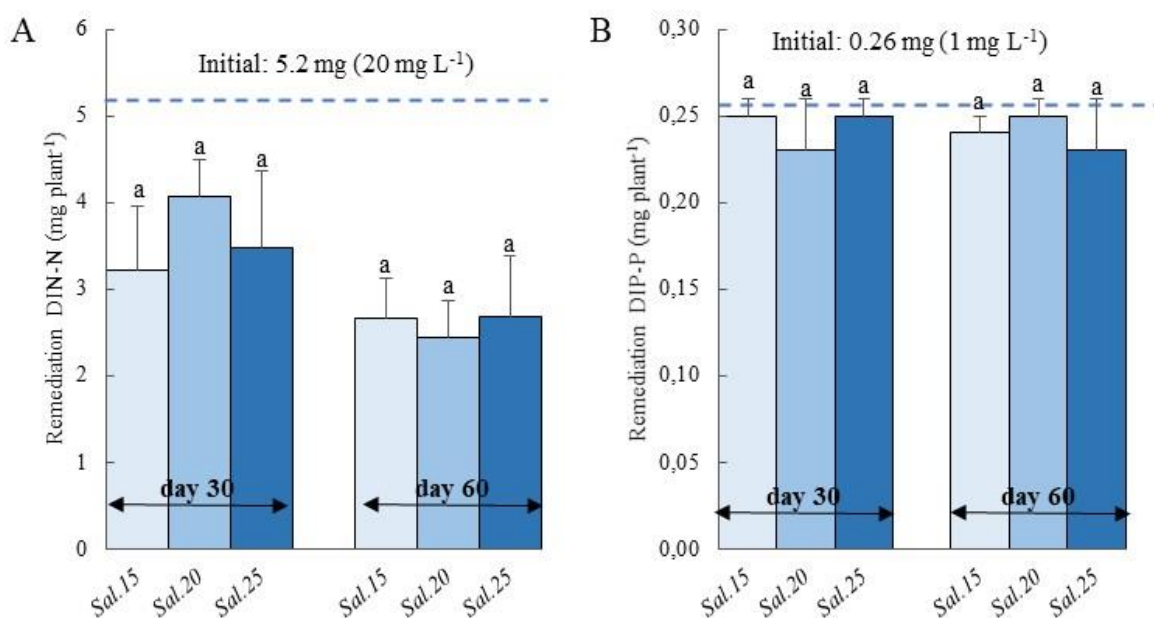 A
Initial: 5.2 mg (20 mg L⁻¹)
Remediation DIN-N (mg plant⁻¹)
6
5
4
3
2
1
0
a
a
a
a
a
a
day 30
day 60
Sal.15
Sal.20
Sal.25
Sal.15
Sal.20
Sal.25
B
Initial: 0.26 mg (1 mg L⁻¹)
Remediation DIP-P (mg plant⁻¹)
0,30
0,25
0,20
0,15
0,10
0,05
0,00
a
a
a
a
a
a
day 30
day 60
Sal.15
Sal.20
Sal.25
Sal.15
Sal.20
Sal.25